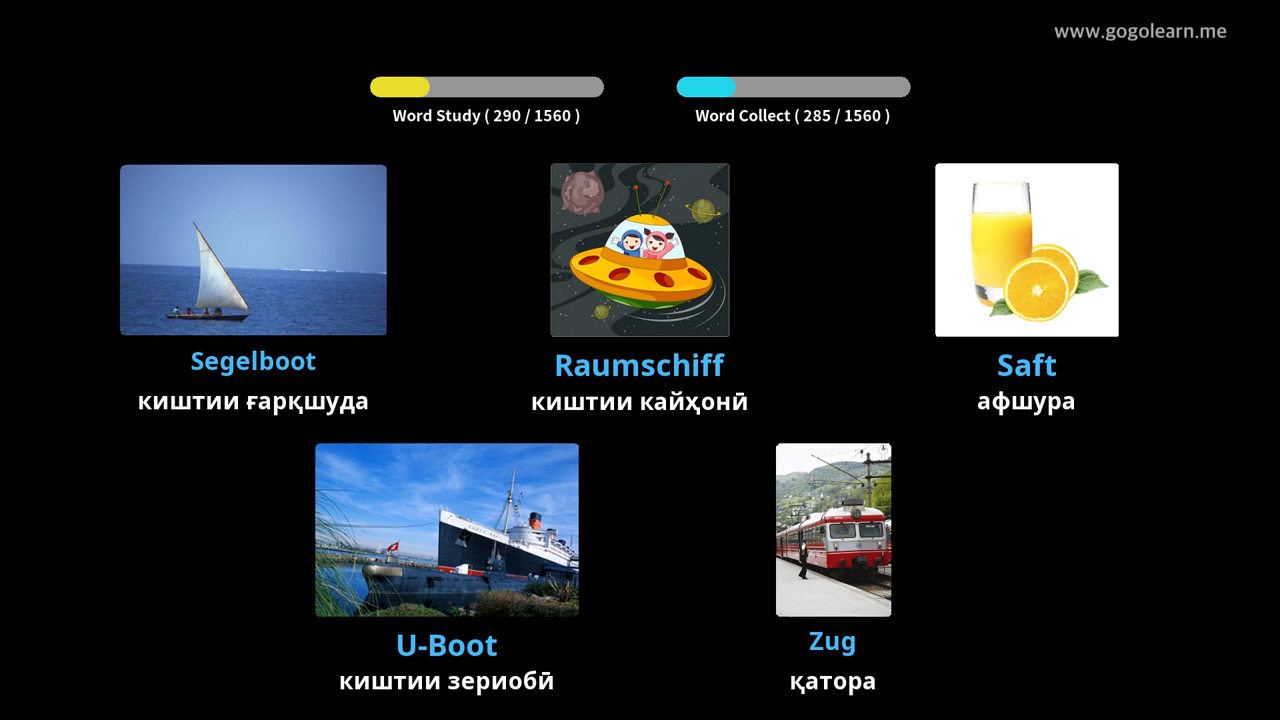 www.gogolearn.me
Word Study ( 290 / 1560 )
Word Collect ( 285 / 1560 )
Segelboot
киштии ғарқшуда
Raumschiff
киштии кайҳонӣ
Saft
афшура
U-Boot
киштии зериобӣ
Zug
қатора